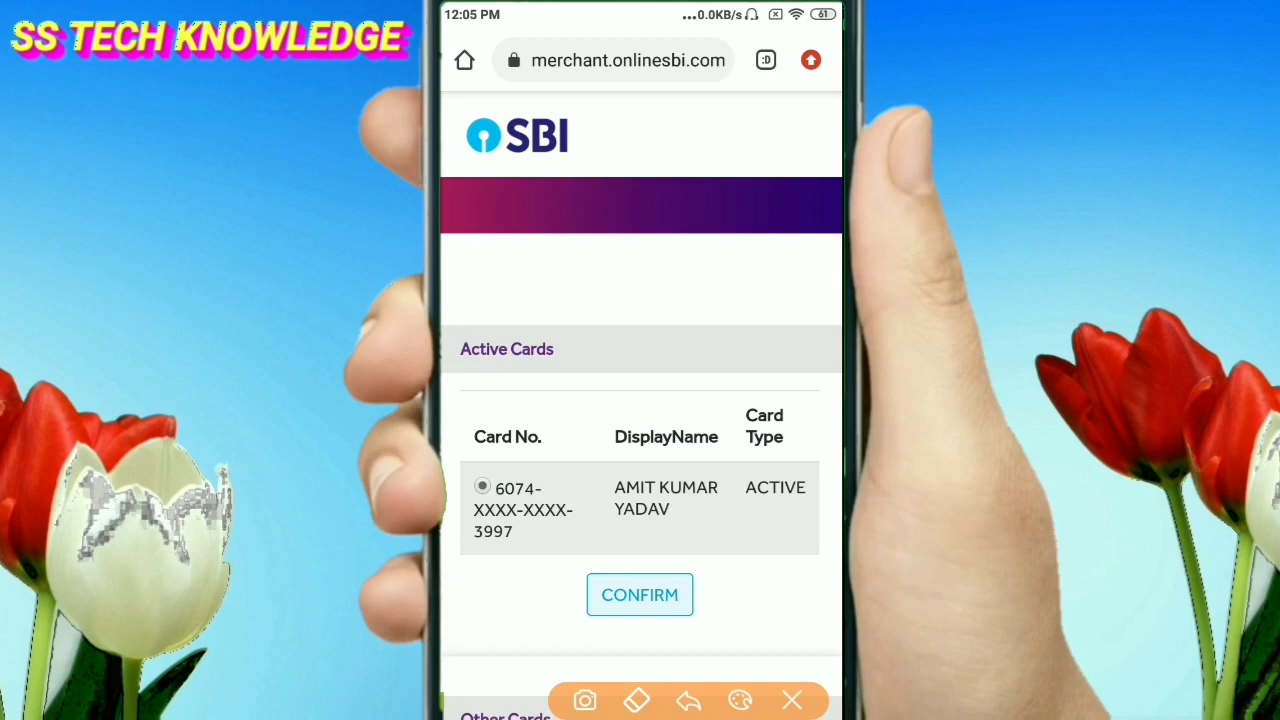 SS TECH KNOWLEDGE
12:05 PM
...0.0KB/s
61
merchant.onlinesbi.com
:D
SBI
Active Cards
Card No.
DisplayName
Card
Type
6074-
XXXX-XXXX-
3997
AMIT KUMAR
YADAV
ACTIVE
CONFIRM
Other Cards